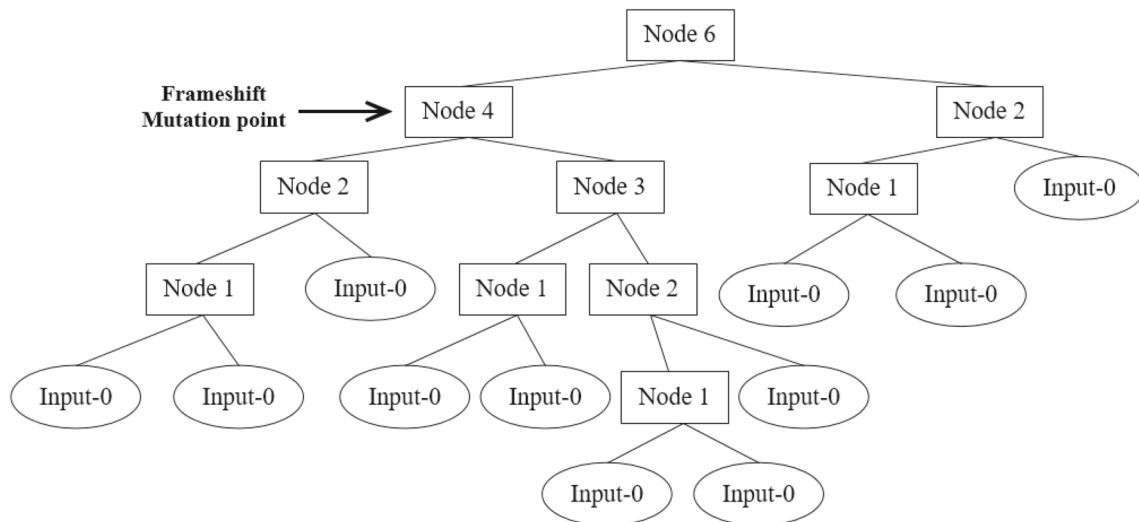 Node 6
Frameshift
Mutation point
Node 4
Node 2
Node 2
Node 3
Node 1
Input-0
Node 1
Input-0
Node 1
Node 2
Input-0
Input-0
Input-0
Input-0
Input-0
Input-0
Node 1
Input-0
Input-0
Input-0